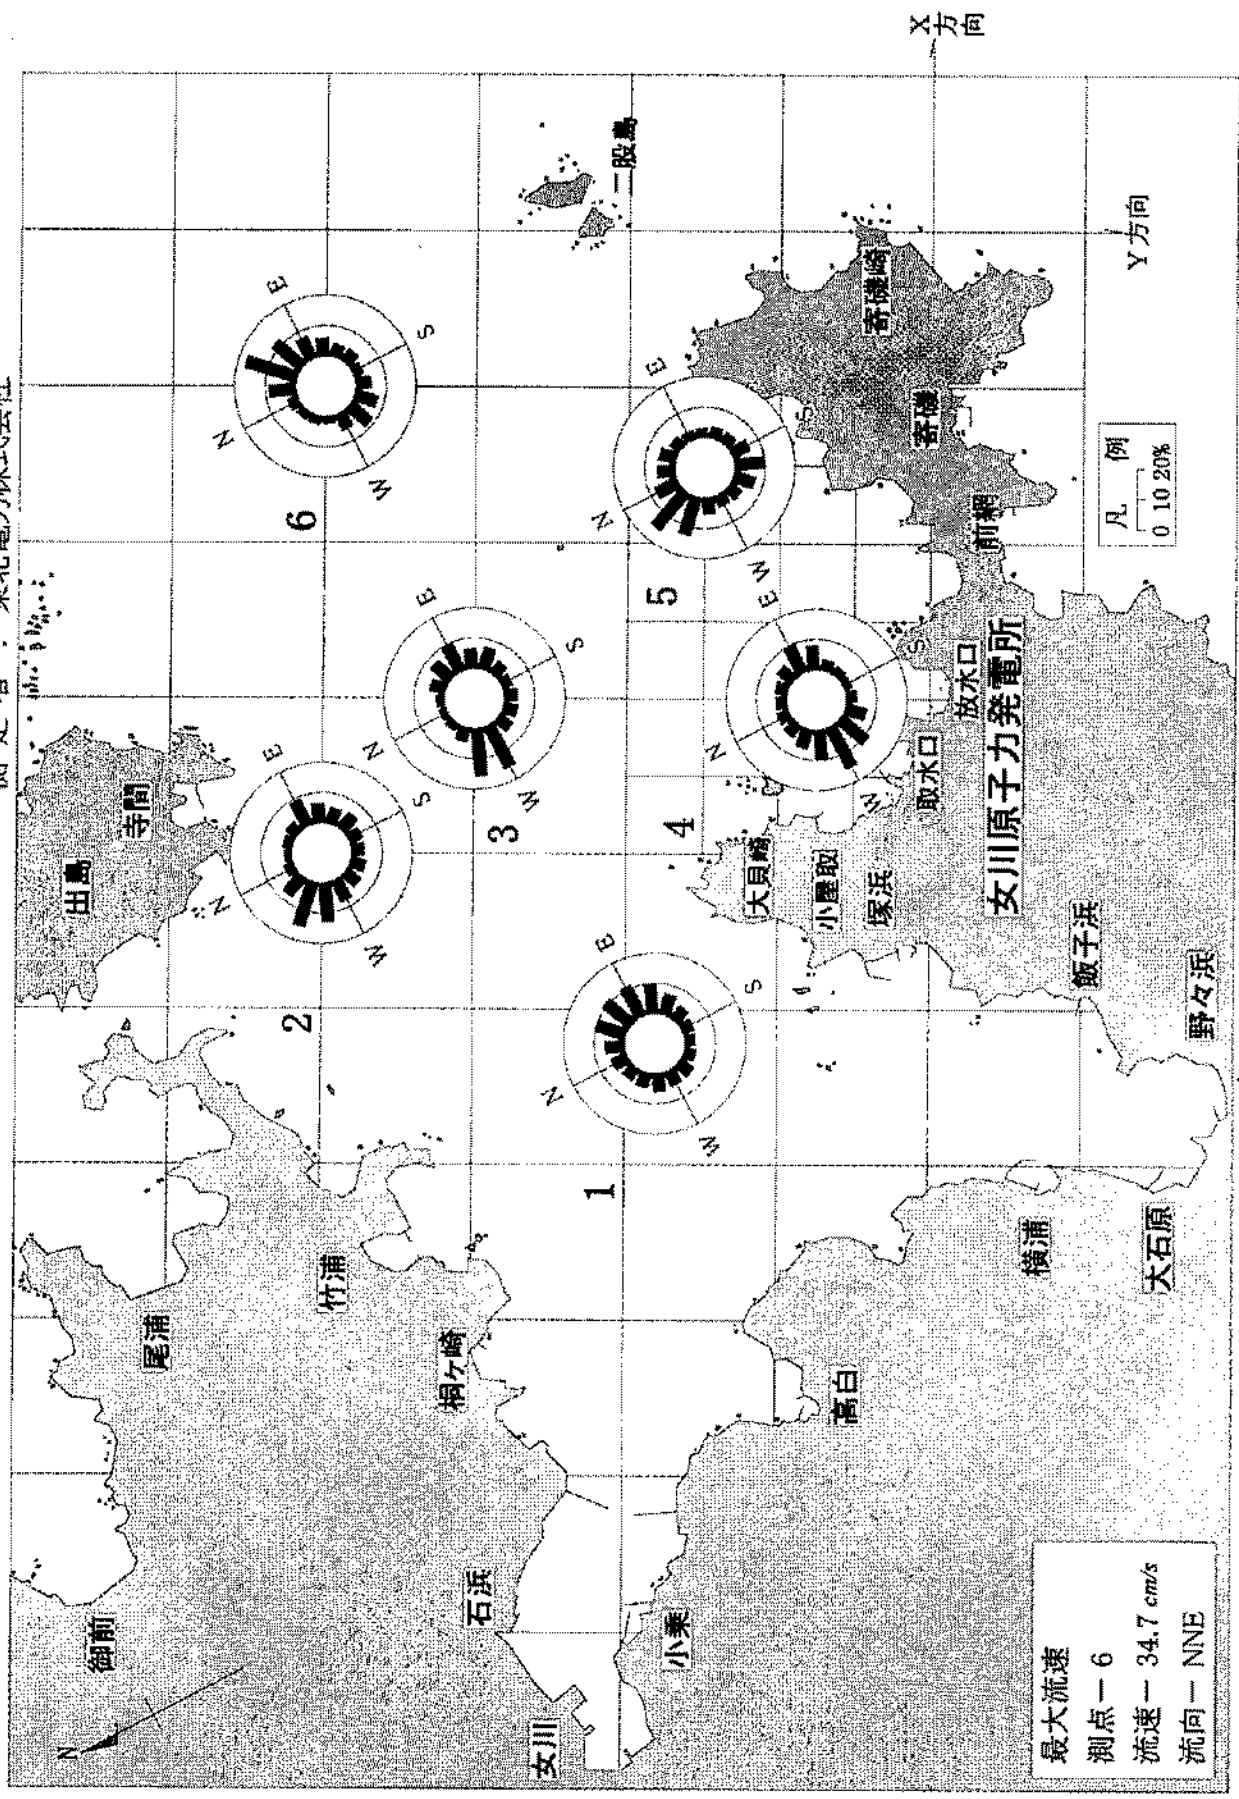 X方向
Y方向
二股島
出島
寺間
尾浦
竹浦
桐ヶ崎
御前
石浜
女川
小乗
高白
横浦
大石原
野々浜
飯子浜
塚浜
小屋取
大貝崎
取水口
放水口
女川原子力発電所
前網
寄磯
寄磯崎
1
N
E
S
W
2
N
E
S
W
3
N
E
S
W
4
N
E
S
W
5
N
E
S
W
6
N
E
S
W
N
凡 例
0 10 20%
最大流速
測点ー 6
流速ー 34.7 cm/s
流向ー NNE